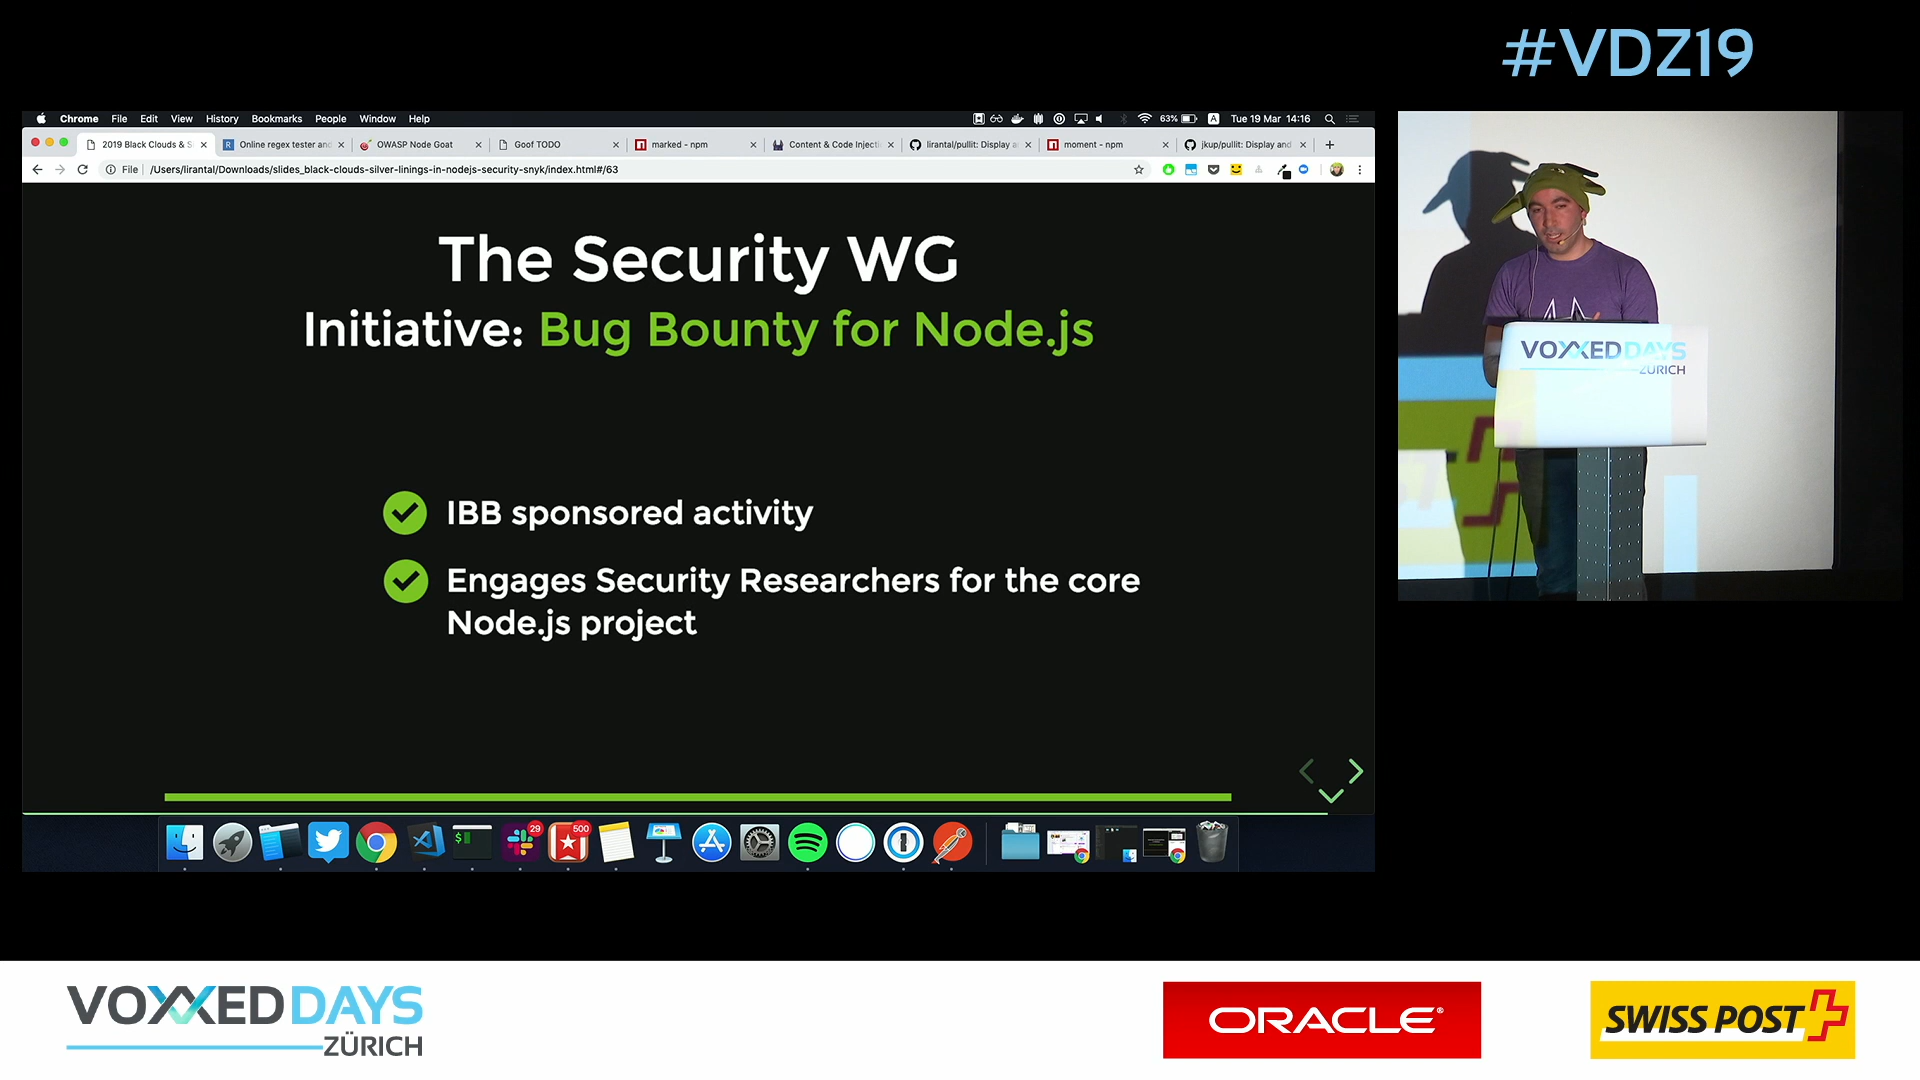 #VDZ19
Chrome File Edit View History Bookmarks People Window Help
63% A Tue 19 Mar 14:16
2019 Black Clouds & S
Online regex tester and
OWASP Node Goat
Goof TODO
marked - npm
Content & Code Injecti
lirantal/pullit: Display a
moment - npm
jkup/pullit: Display and
File /Users/lirantal/Downloads/slides_black-clouds-silver-linings-in-nodejs-security-snyk/index.html#/63
The Security WG
Initiative: Bug Bounty for Node.js
IBB sponsored activity
Engages Security Researchers for the core
Node.js project
29
500
VOXXED DAYS
ZÜRICH
VOXXED DAYS
ZÜRICH
ORACLE®
SWISS POST